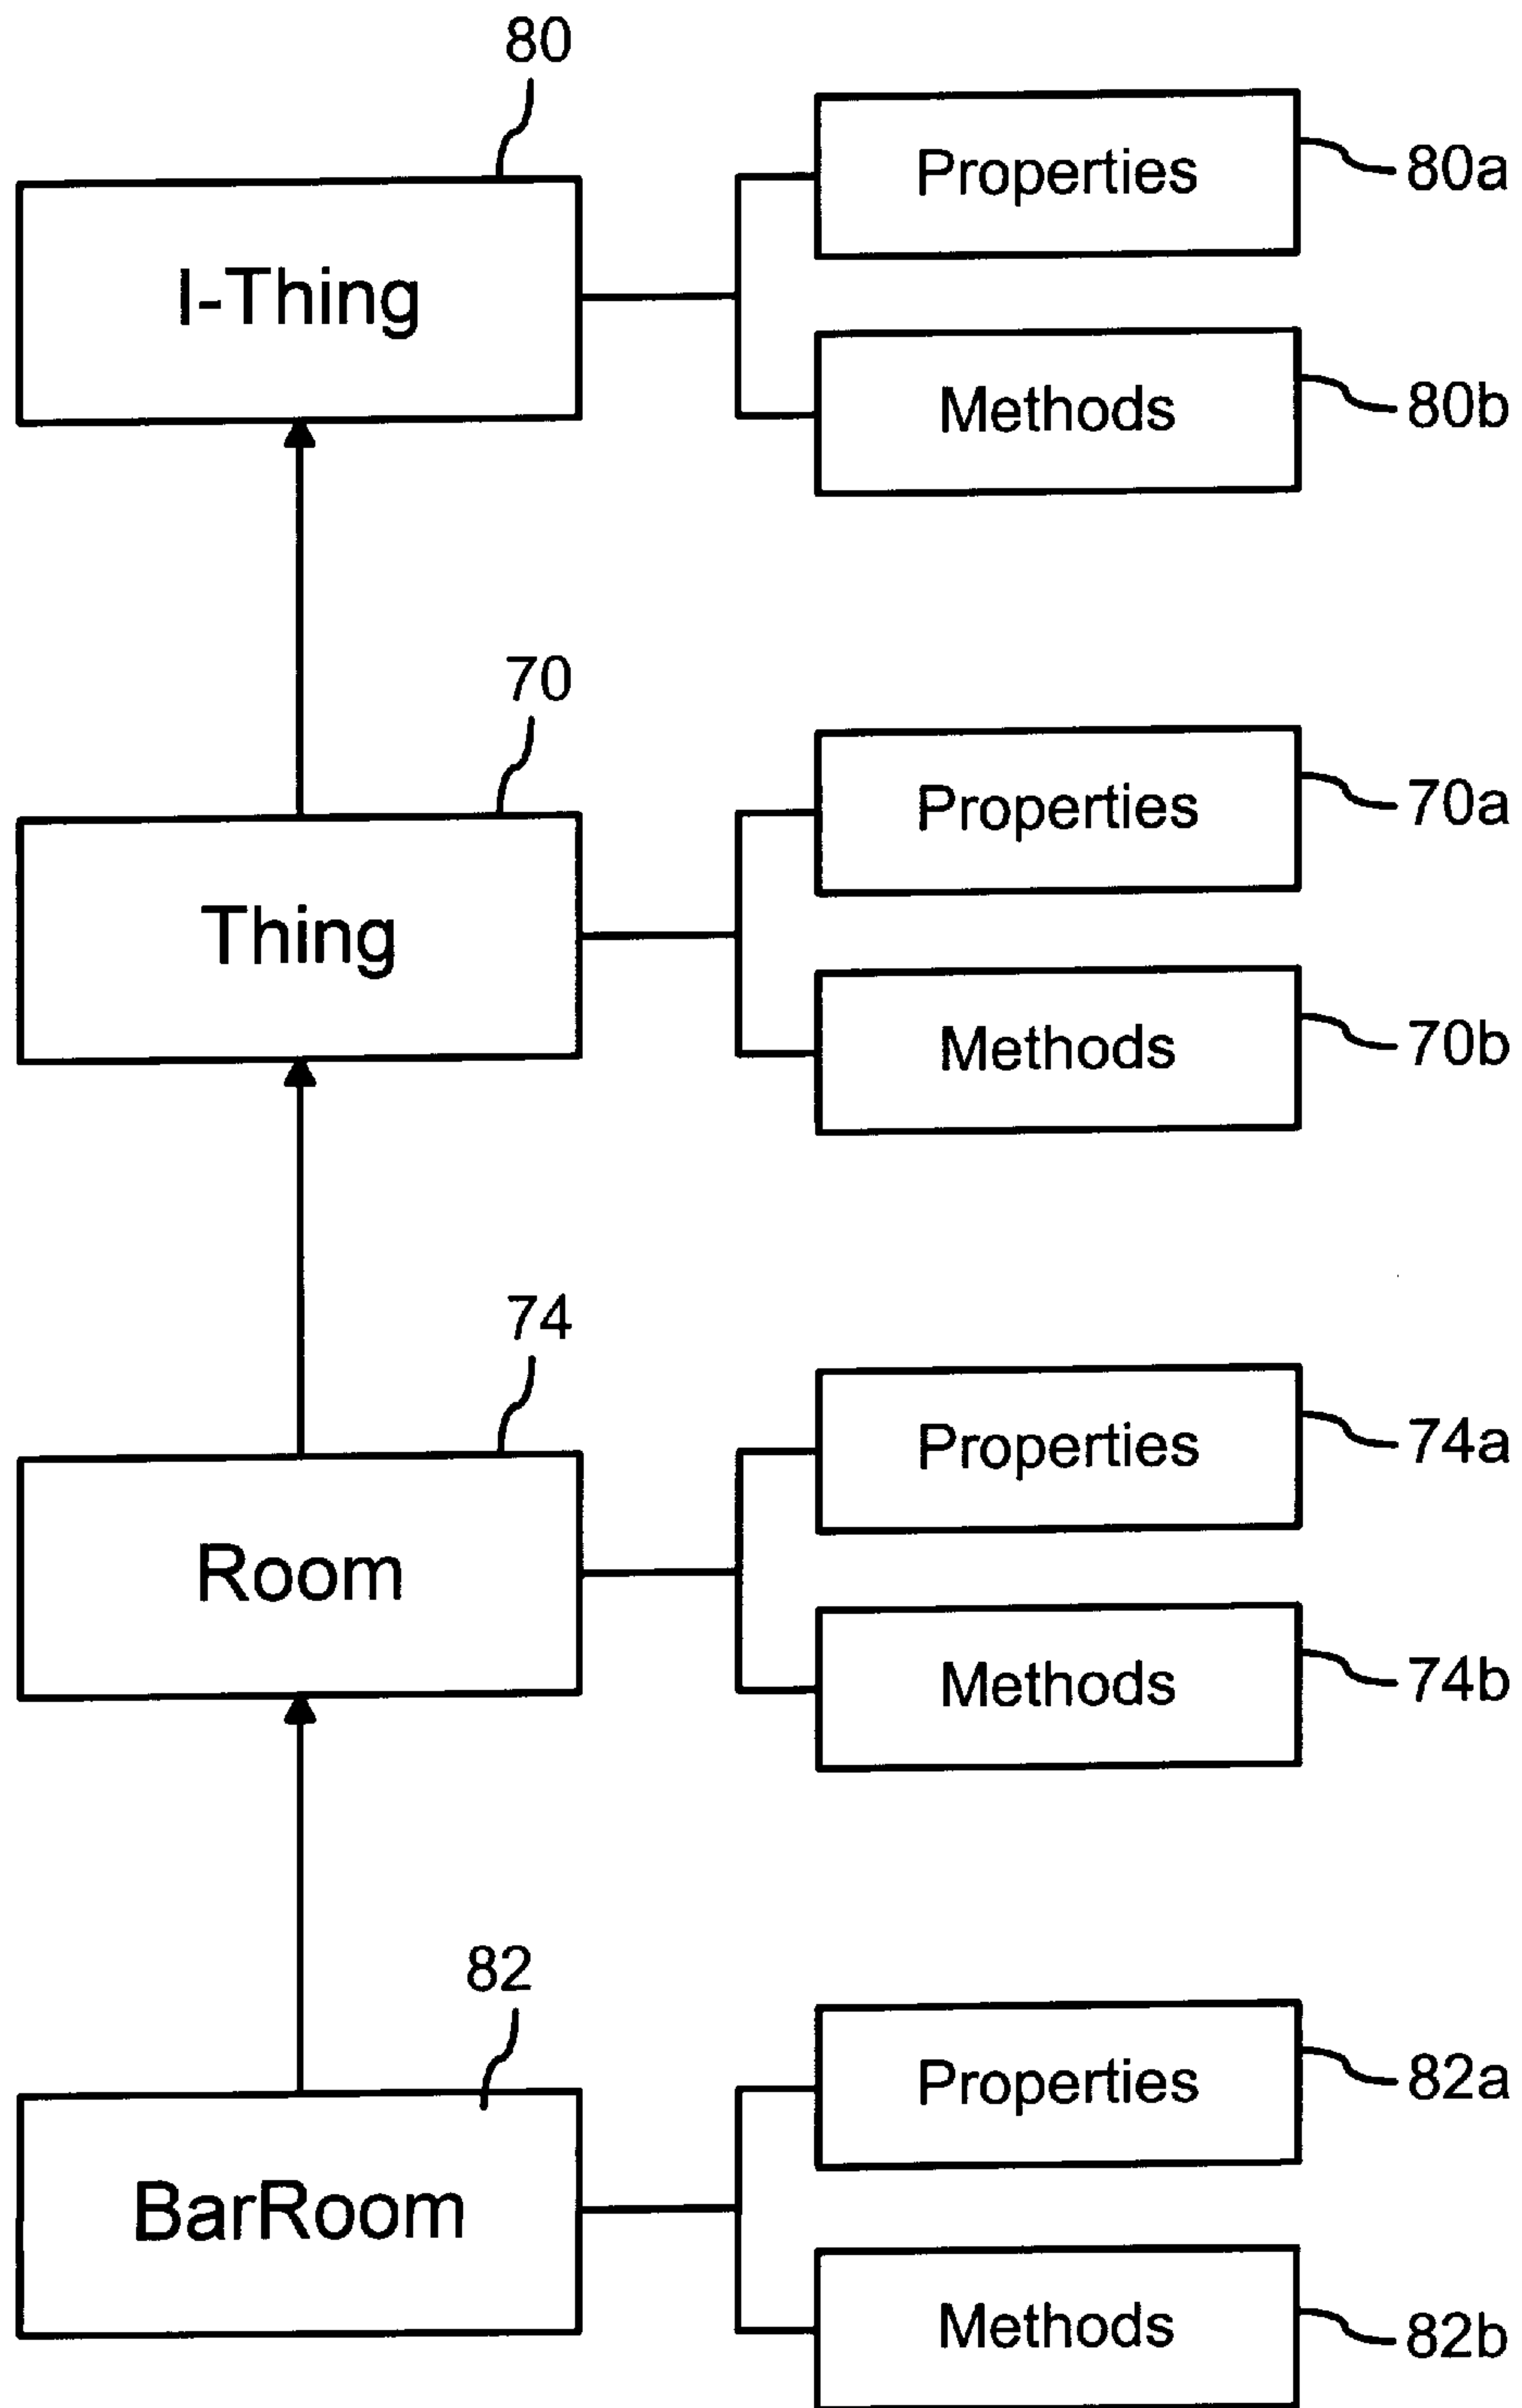 80
Properties
80a
I-Thing
Methods
80b
70
Properties
70a
Thing
Methods
70b
74
Properties
74a
Room
Methods
74b
82
Properties
82a
BarRoom
Methods
82b